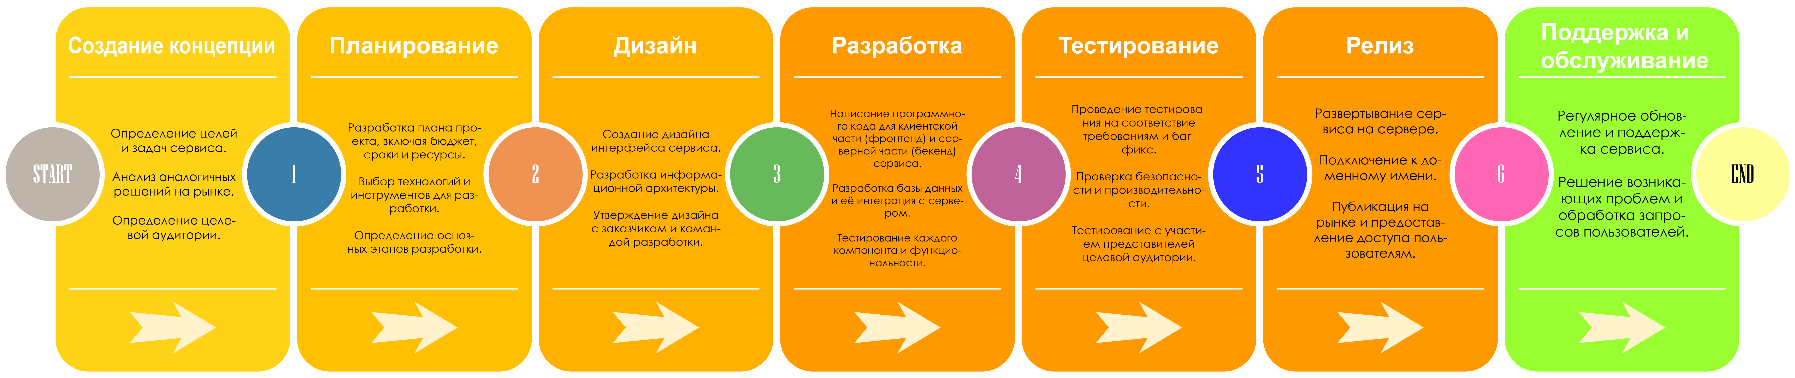 START
Создание концепции
Определение целей
и задач сервиса.
Анализ аналогичных
решений на рынке.
Определение целе-
вой аудитории.
1
Планирование
Разработка плана про-
екта, включая бюджет,
сроки и ресурсы.
Выбор технологий и
инструментов для раз-
работки.
Определение основ-
ных этапов разработки.
2
Дизайн
Создание дизайна
интерфейса сервиса.
Разработка информа-
ционной архитектуры.
Утверждение дизайна
с заказчиком и коман-
дой разработки.
3
Разработка
Написание программно-
го кода для клиентской
части (фронтенд) и сер-
верной части (бекенд)
сервиса.
Разработка базы данных
и её интеграция с серве-
ром.
Тестирование каждого
компонента и функцио-
нальности.
4
Тестирование
Проведение тестирова
ния на соответствие
требованиям и баг
фикс.
Проверка безопасно-
сти и производительно-
сти.
Тестирование с участи-
ем представителей
целевой аудитории.
5
Релиз
Развертывание сер-
виса на сервере.
Подключение к до-
менному имени.
Публикация на
рынке и предостав-
ление доступа поль-
зователям.
6
Поддержка и
обслуживание
Регулярное обнов-
ление и поддерж-
ка сервиса.
Решение возника-
ющих проблем и
обработка запро-
сов пользователей.
END